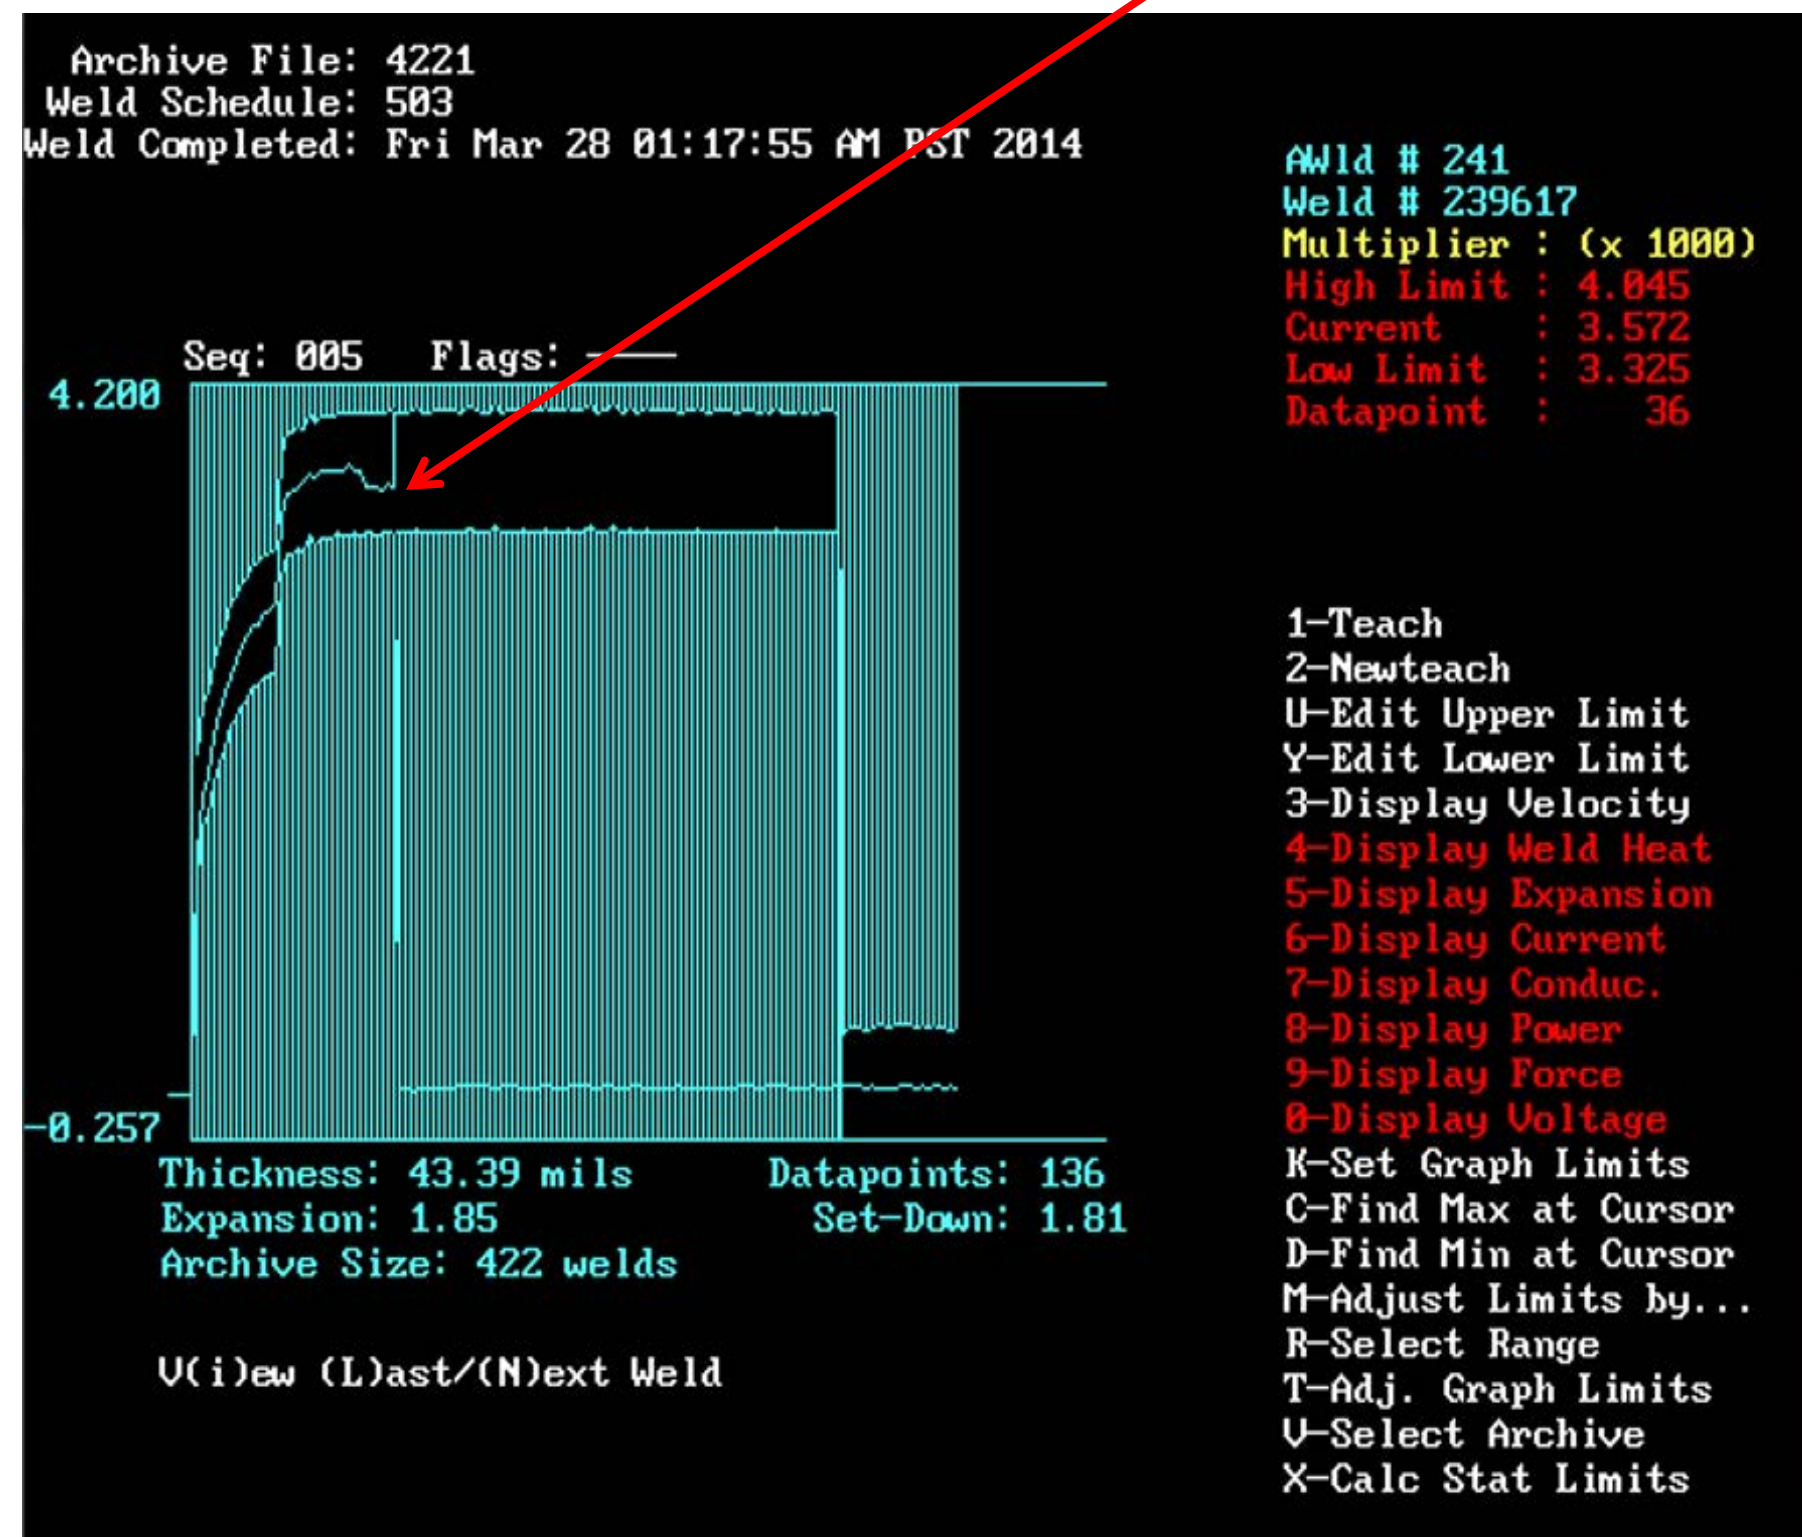 Archive File: 4221
Weld Schedule: 503
Weld Completed: Fri Mar 28 01:17:55 AM PST 2014
AWld # 241
Weld # 239617
Multiplier : (x 1000)
High Limit : 4.045
Current : 3.572
Low Limit : 3.325
Datapoint : 36
Seq: 005 Flags: ----
4.200
-0.257
Thickness: 43.39 mils Datapoints: 136
Expansion: 1.85 Set-Down: 1.81
Archive Size: 422 welds
V(i)ew (L)ast/(N)ext Weld
1-Teach
2-Newteach
U-Edit Upper Limit
Y-Edit Lower Limit
3-Display Velocity
4-Display Weld Heat
5-Display Expansion
6-Display Current
7-Display Conduc.
8-Display Power
9-Display Force
0-Display Voltage
K-Set Graph Limits
C-Find Max at Cursor
D-Find Min at Cursor
M-Adjust Limits by...
R-Select Range
T-Adj. Graph Limits
V-Select Archive
X-Calc Stat Limits